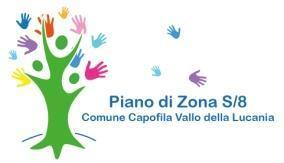 Piano di Zona S/8
Comune Capofila Vallo della Lucania